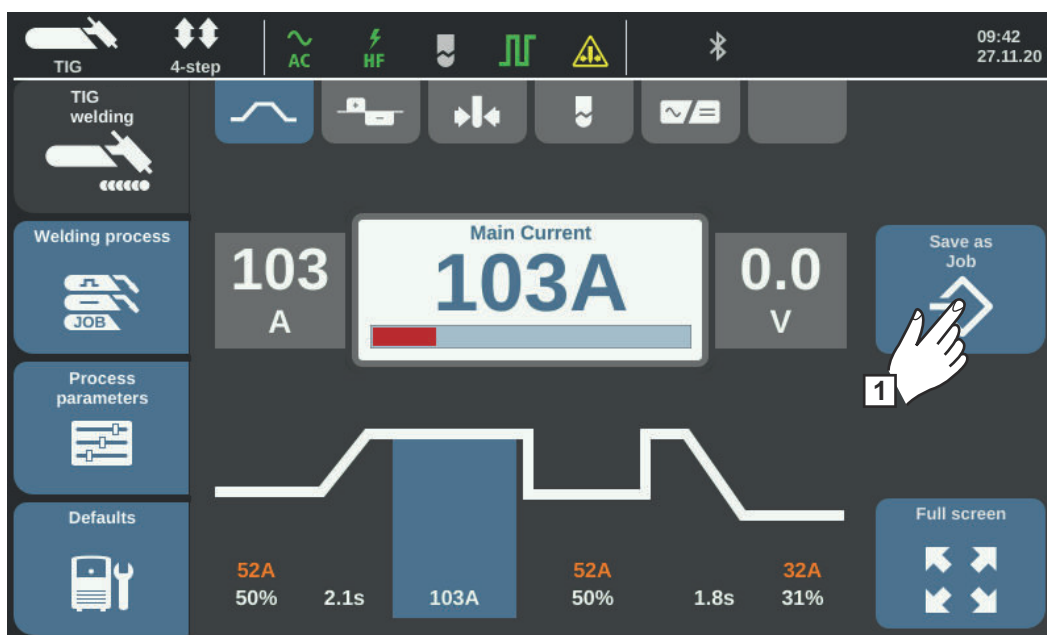 TIG
4-step
AC
HF
09:42
27.11.20
TIG
welding
Welding process
JOB
Process
parameters
Defaults
103
A
Main Current
103A
0.0
V
Save as
Job
1
Full screen
52A
50%
2.1s
103A
52A
50%
1.8s
32A
31%